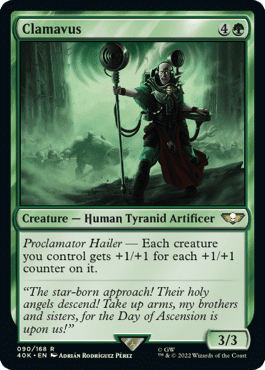 Clamavus 4
Creature — Human Tyranid Artificer
Proclamator Hailer — Each creature
you control gets +1/+1 for each +1/+1
counter on it.
"The star-born approach! Their holy
angels descend! Take up arms, my brothers
and sisters, for the Day of Ascension is
upon us!"
3/3
090/168 R
40K • EN ADRIÁN RODRÍGUEZ PÉREZ
© GW
™ & © 2022 Wizards of the Coast